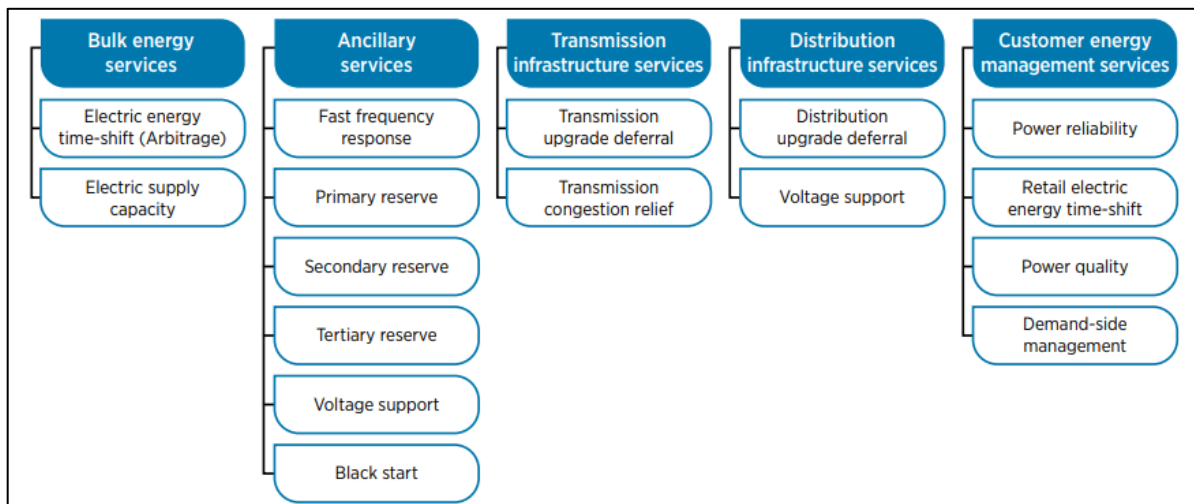 Bulk energy
services
Electric energy
time-shift (Arbitrage)
Electric supply
capacity
Ancillary
services
Fast frequency
response
Primary reserve
Secondary reserve
Tertiary reserve
Voltage support
Black start
Transmission
infrastructure services
Transmission
upgrade deferral
Transmission
congestion relief
Distribution
infrastructure services
Distribution
upgrade deferral
Voltage support
Customer energy
management services
Power reliability
Retail electric
energy time-shift
Power quality
Demand-side
management